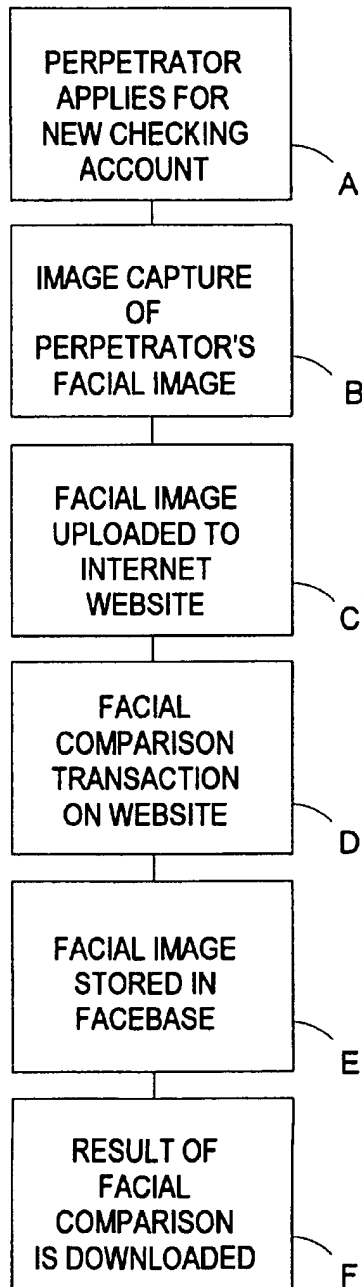 PERPETRATOR
APPLIES FOR
NEW CHECKING
ACCOUNT
A
IMAGE CAPTURE
OF
PERPETRATOR'S
FACIAL IMAGE
B
FACIAL IMAGE
UPLOADED TO
INTERNET
WEBSITE
C
FACIAL
COMPARISON
TRANSACTION
ON WEBSITE
D
FACIAL IMAGE
STORED IN
FACEBASE
E
RESULT OF
FACIAL
COMPARISON
IS DOWNLOADED
F